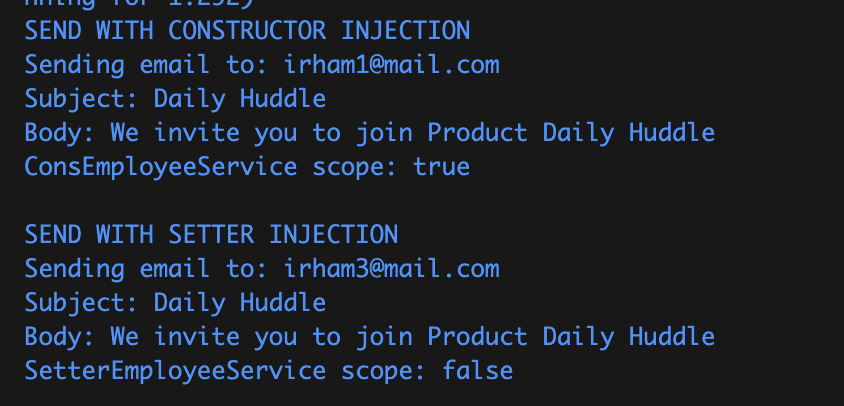 SEND WITH CONSTRUCTOR INJECTION
Sending email to: irham1@mail.com
Subject: Daily Huddle
Body: We invite you to join Product Daily Huddle
ConsEmployeeService scope: true
SEND WITH SETTER INJECTION
Sending email to: irham3@mail.com
Subject: Daily Huddle
Body: We invite you to join Product Daily Huddle
SetterEmployeeService scope: false